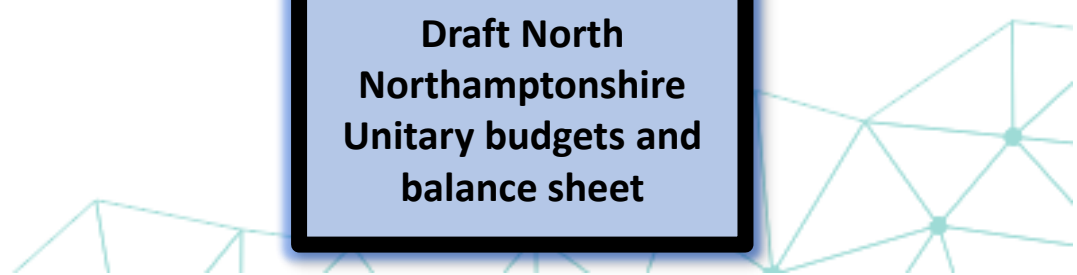 Draft North
Northamptonshire
Unitary budgets and
balance sheet